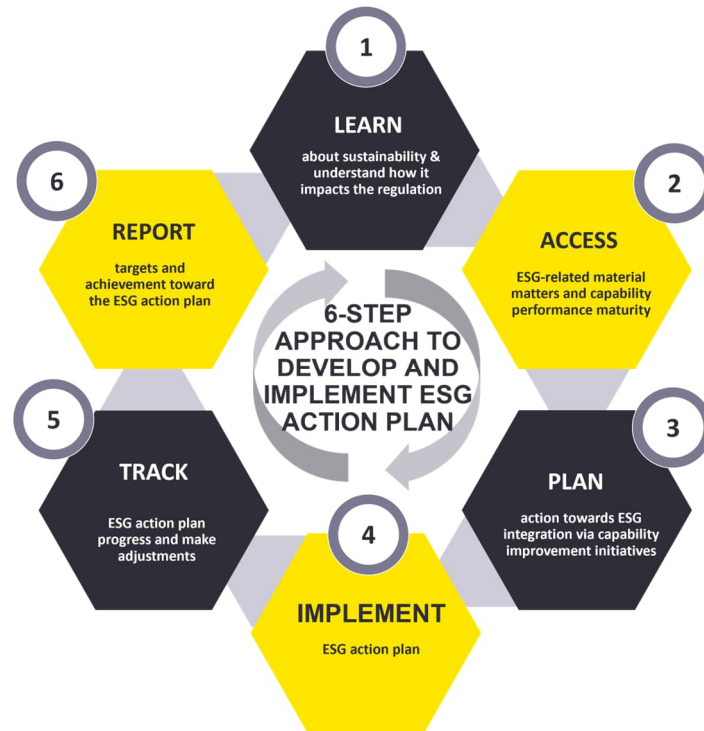 1
LEARN
about sustainability &
understand how it
impacts the regulation
2
ACCESS
ESG-related material
matters and capability
performance maturity
3
PLAN
action towards ESG
integration via capability
improvement initiatives
4
IMPLEMENT
ESG action plan
5
TRACK
ESG action plan
progress and make
adjustments
6
REPORT
targets and
achievement toward
the ESG action plan
6-STEP
APPROACH TO
DEVELOP AND
IMPLEMENT ESG
ACTION PLAN